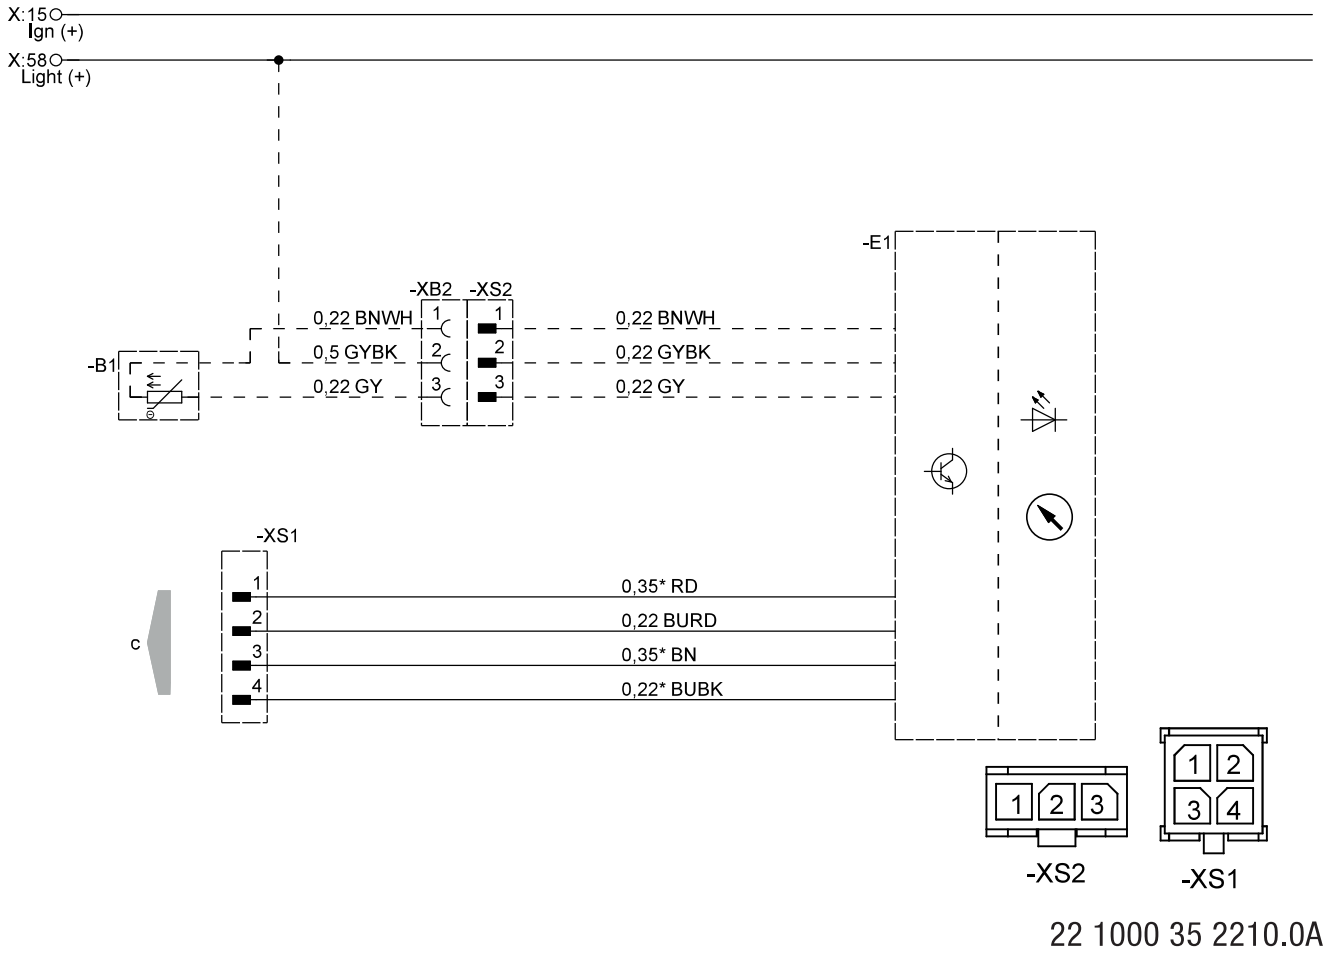 X:15
Ign (+)
X:58
Light (+)
-E1
-XB2 -XS2
0,22 BNWH 1 1 0,22 BNWH
0,5 GYBK 2 2 0,22 GYBK
-B1
0,22 GY 3 3 0,22 GY
-XS1
1 0,35* RD
2 0,22 BURD
c
3 0,35* BN
4 0,22* BUBK
1 2
3 4
1 2 3
-XS2
-XS1
22 1000 35 2210.0A